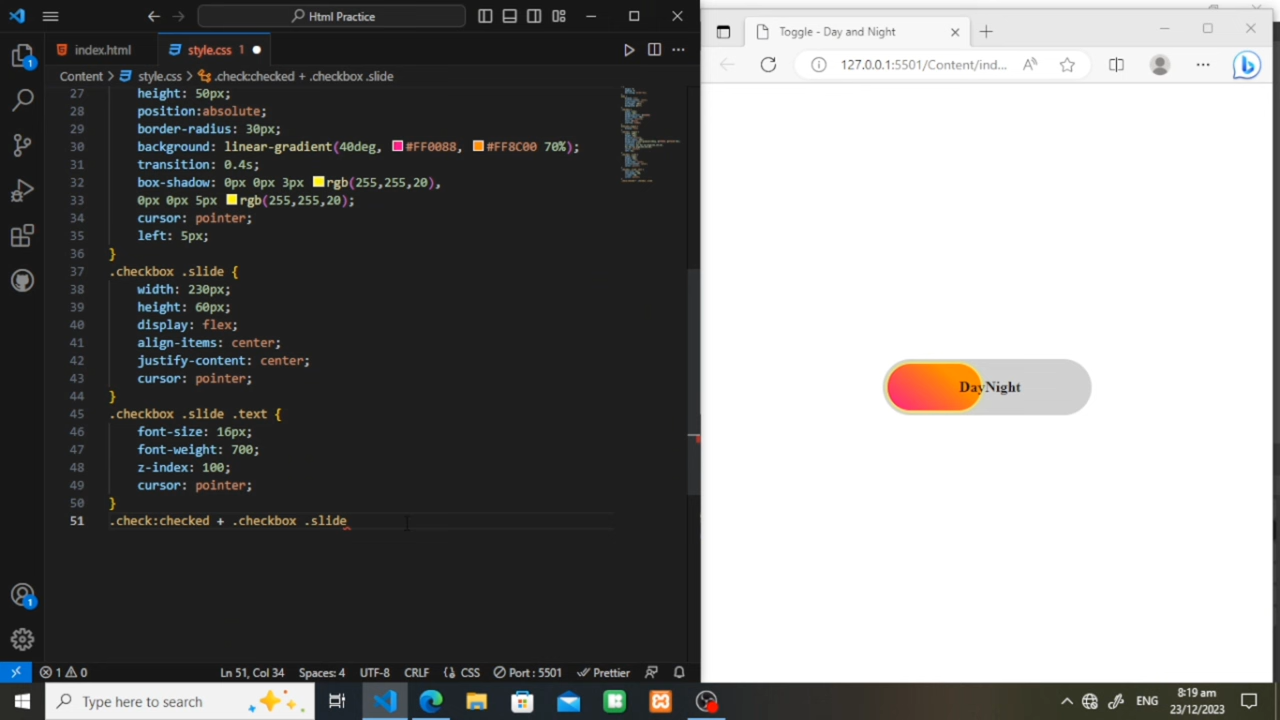 Html Practice
index.html
style.css 1
Content > style.css > .check:checked + .checkbox .slide
27 height: 50px;
28 position:absolute;
29 border-radius: 30px;
30 background: linear-gradient(40deg, #FF0088, #FF8C00 70%);
31 transition: 0.4s;
32 box-shadow: 0px 0px 3px rgb(255,255,20),
33 0px 0px 5px rgb(255,255,20);
34 cursor: pointer;
35 left: 5px;
36 }
37 .checkbox .slide {
38 width: 230px;
39 height: 60px;
40 display: flex;
41 align-items: center;
42 justify-content: center;
43 cursor: pointer;
44 }
45 .checkbox .slide .text {
46 font-size: 16px;
47 font-weight: 700;
48 z-index: 100;
49 cursor: pointer;
50 }
51 .check:checked + .checkbox .slide
1
1
1 0
Ln 51, Col 34
Spaces: 4
UTF-8
CRLF
{} CSS
Port : 5501
Prettier
Toggle - Day and Night
127.0.0.1:5501/Content/ind...
DayNight
Type here to search
ENG
8:19 am
23/12/2023